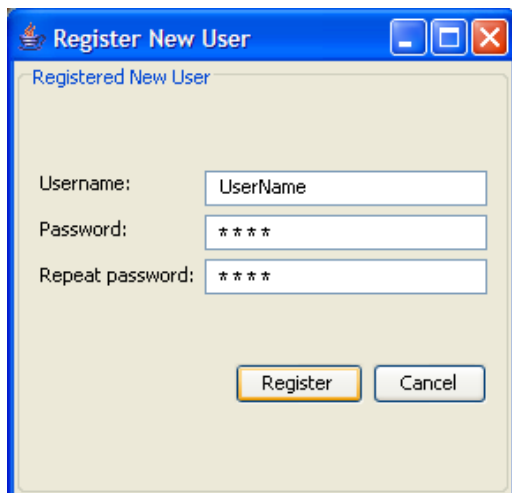 Register New User
Registered New User
Username: UserName
Password: ****
Repeat password: ****
Register Cancel